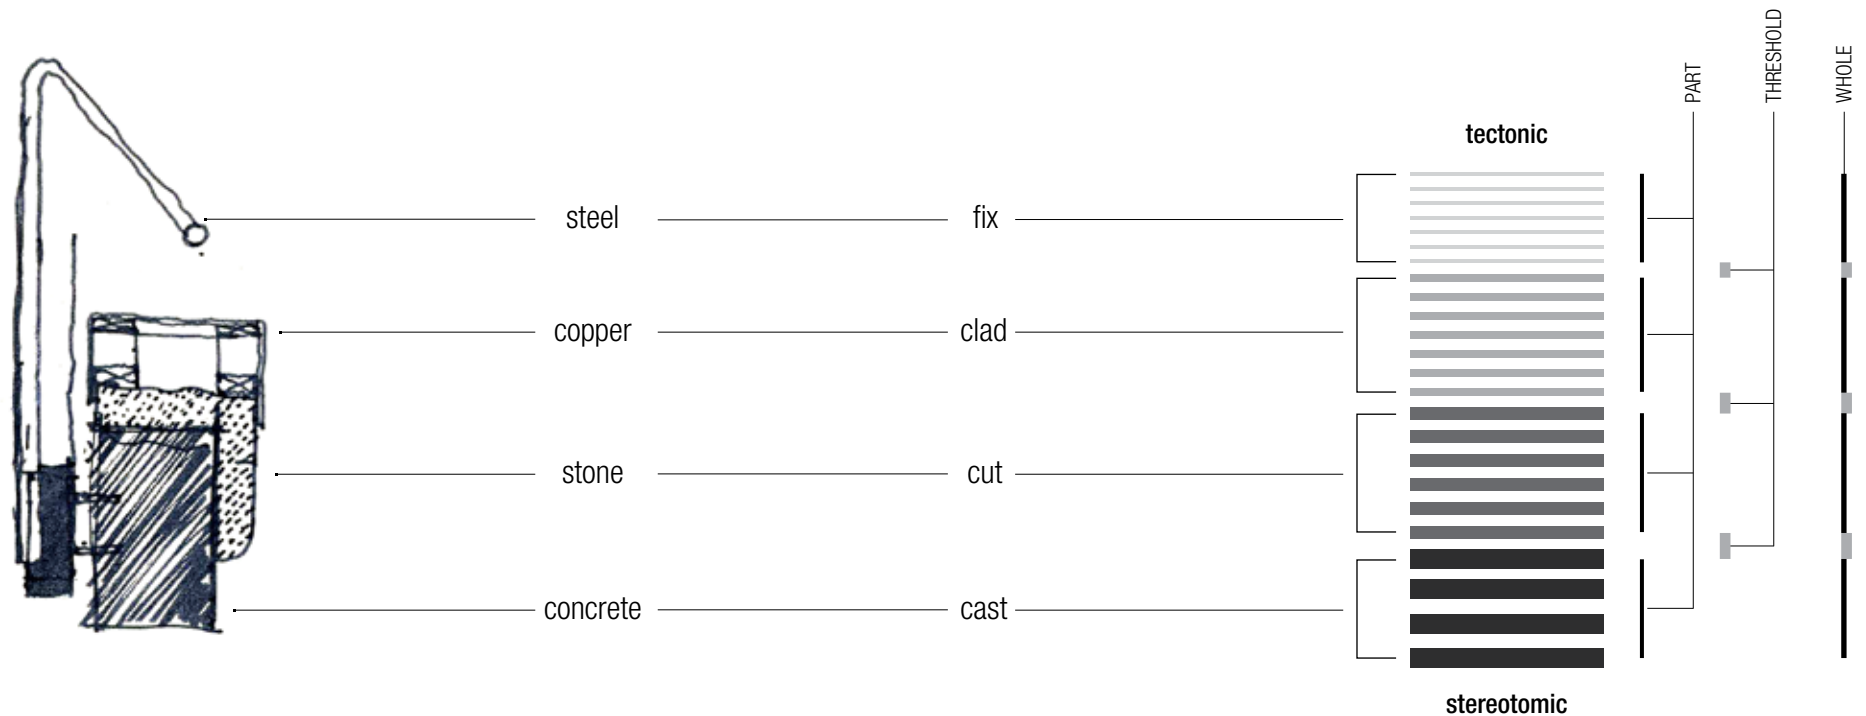 PART
THRESHOLD
WHOLE
tectonic
steel
fix
copper
clad
stone
cut
concrete
cast
stereotomic